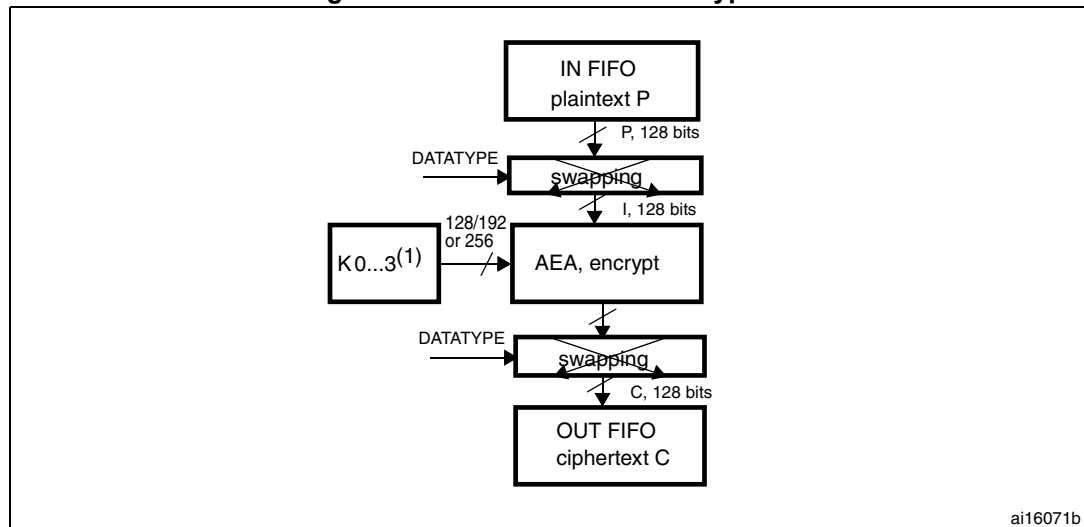 IN FIFO
plaintext P
P, 128 bits
DATATYPE
swapping
I, 128 bits
128/192
or 256
K 0...3(1)
AEA, encrypt
DATATYPE
swapping
C, 128 bits
OUT FIFO
ciphertext C
ai16071b